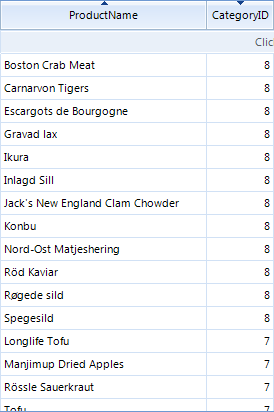 ProductName CategoryID
Clic
Boston Crab Meat 8
Carnarvon Tigers 8
Escargots de Bourgogne 8
Gravad lax 8
Ikura 8
Inlagd Sill 8
Jack's New England Clam Chowder 8
Konbu 8
Nord-Ost Matjeshering 8
Röd Kaviar 8
Røgede sild 8
Spegesild 8
Longlife Tofu 7
Manjimup Dried Apples 7
Rössle Sauerkraut 7
Tofu 7